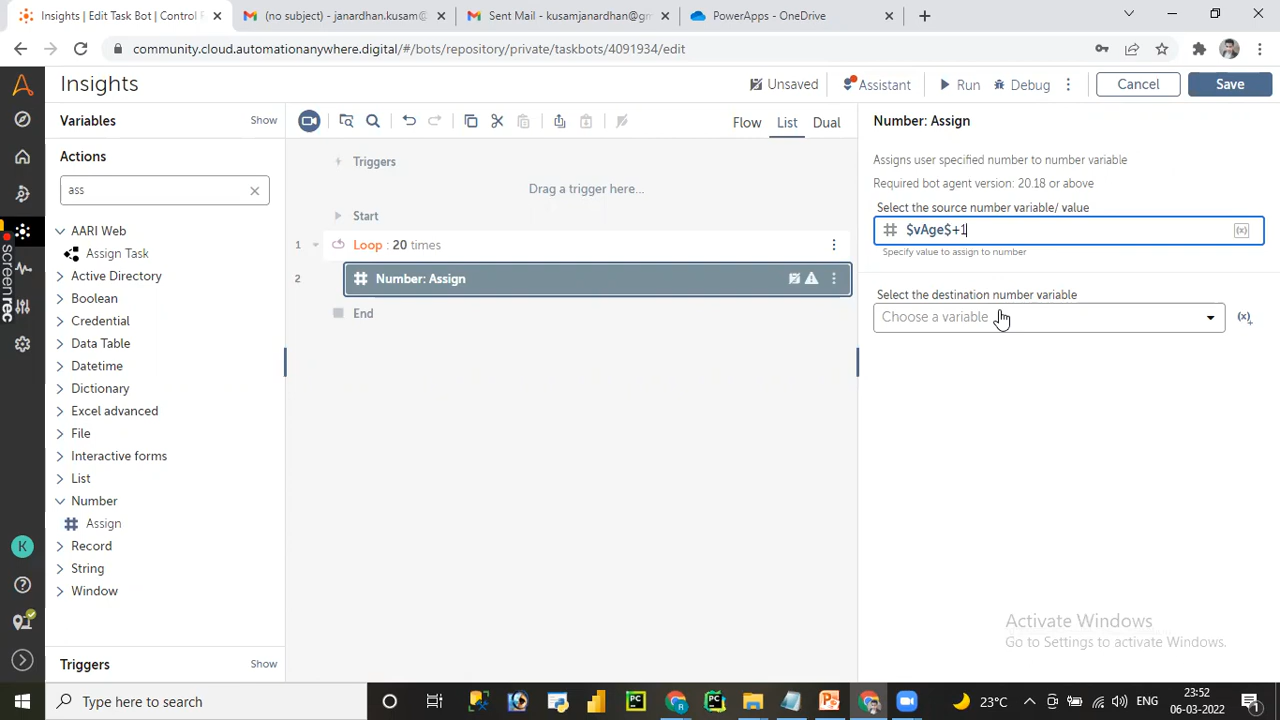 Insights | Edit Task Bot | Control R
(no subject) - janardhan.kusam@
Sent Mail - kusamjanardhan@gm
PowerApps - OneDrive
community.cloud.automationanywhere.digital/#/bots/repository/private/taskbots/4091934/edit
Insights
Unsaved
Assistant
Run
Debug
Cancel
Save
Variables
Show
Flow
List
Dual
Actions
ass
AARI Web
Assign Task
Active Directory
Boolean
Credential
Data Table
Datetime
Dictionary
Excel advanced
File
Interactive forms
List
Number
Assign
Record
String
Window
Triggers
Show
Triggers
Drag a trigger here...
Start
1
Loop : 20 times
2
Number: Assign
End
Number: Assign
Assigns user specified number to number variable
Required bot agent version: 20.18 or above
Select the source number variable/ value
$vAge$+1
(x)
Specify value to assign to number
Select the destination number variable
Choose a variable
(x)+
Screenrec
K
Activate Windows
Go to Settings to activate Windows.
Type here to search
PC
PC
R
23°C
ENG
23:52
06-03-2022
1